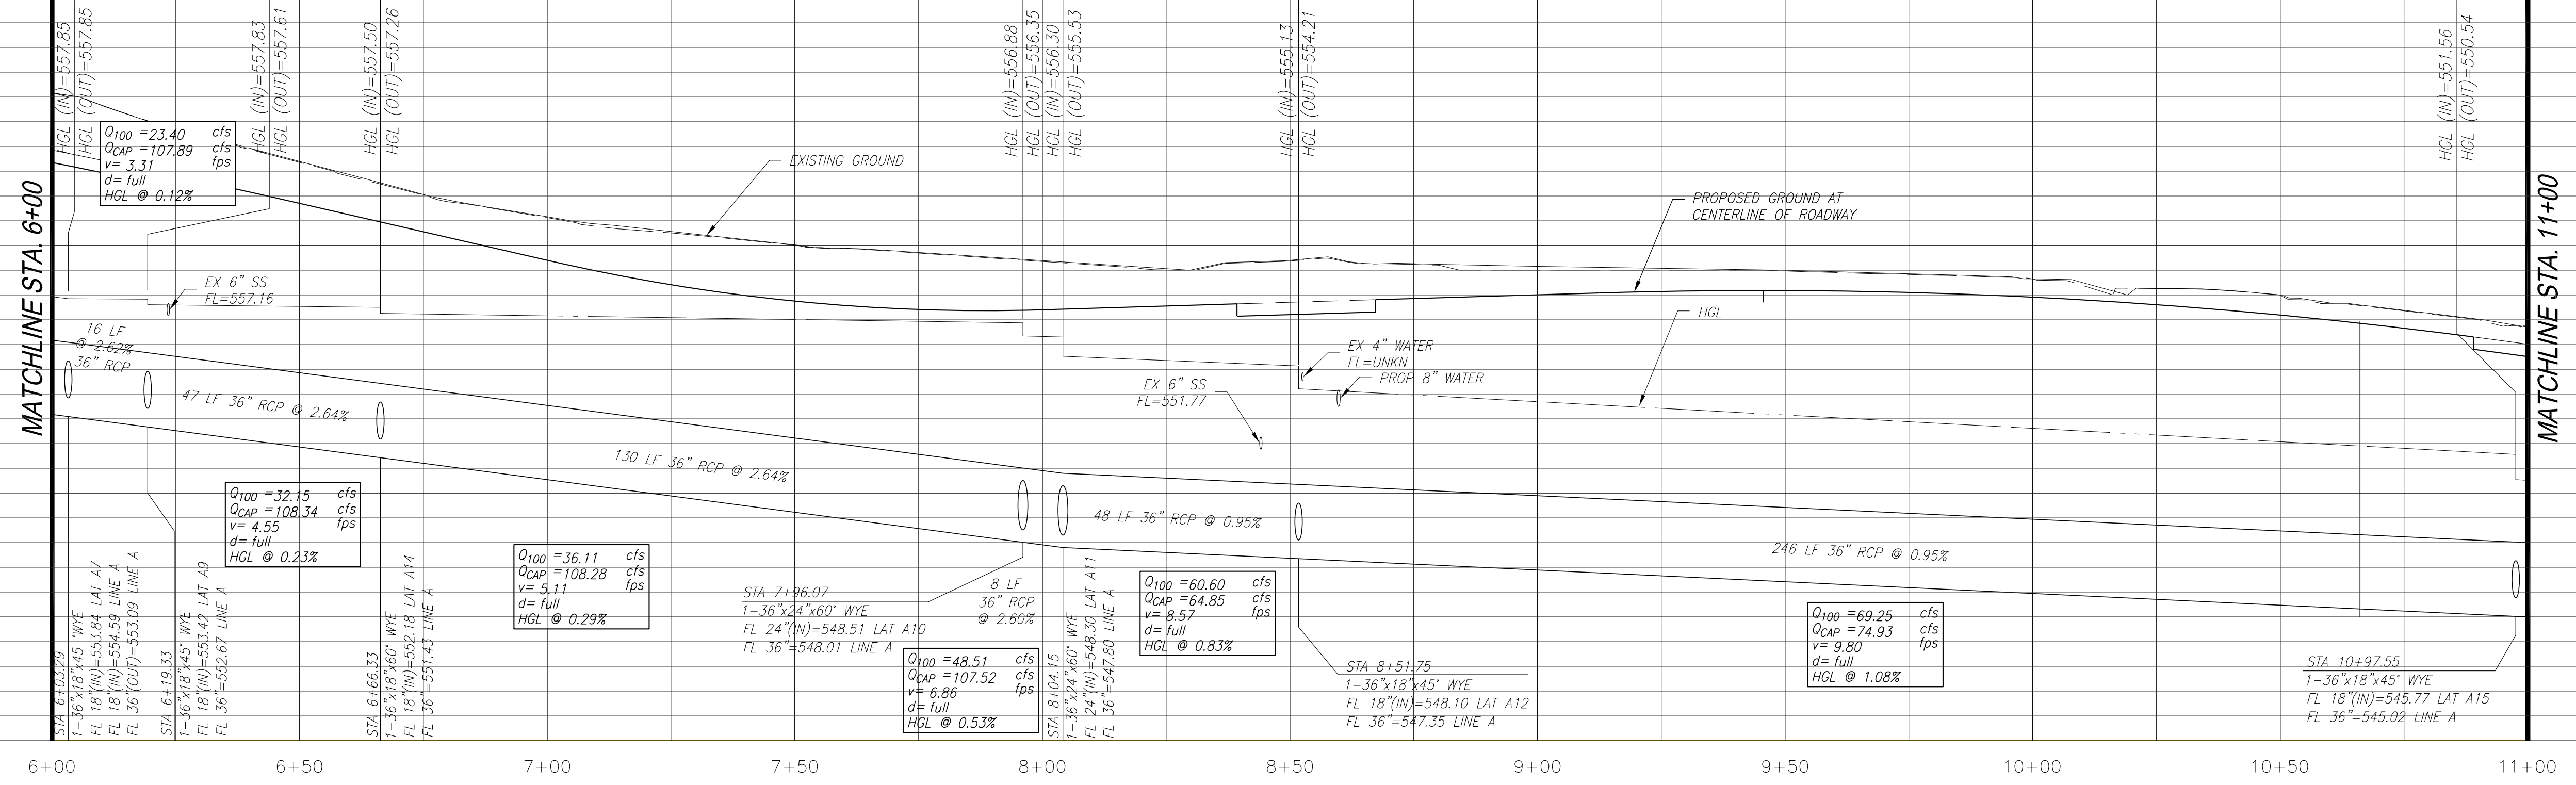 HGL (IN)=557.85
HGL (OUT)=557.85
HGL (IN)=557.83
HGL (OUT)=557.61
HGL (IN)=557.50
HGL (OUT)=557.26
HGL (IN)=556.88
HGL (OUT)=556.35
HGL (IN)=556.30
HGL (OUT)=555.53
HGL (IN)=555.13
HGL (OUT)=554.21
HGL (IN)=551.56
HGL (OUT)=550.54
MATCHLINE STA. 6+00
Q100 =23.40 cfs
QCAP =107.89 cfs
v= 3.31 fps
d= full
HGL @ 0.12%
EXISTING GROUND
PROPOSED GROUND AT
CENTERLINE OF ROADWAY
MATCHLINE STA. 11+00
EX 6" SS
FL=557.16
HGL
16 LF
@ 2.62%
36" RCP
EX 4" WATER
FL=UNKN
PROP 8" WATER
EX 6" SS
FL=551.77
47 LF 36" RCP @ 2.64%
130 LF 36" RCP @ 2.64%
48 LF 36" RCP @ 0.95%
246 LF 36" RCP @ 0.95%
Q100 =32.15 cfs
QCAP =108.34 cfs
v= 4.55 fps
d= full
HGL @ 0.23%
Q100 =36.11 cfs
QCAP =108.28 cfs
v= 5.11 fps
d= full
HGL @ 0.29%
STA 7+96.07
1-36"x24"x60° WYE
FL 24"(IN)=548.51 LAT A10
FL 36"=548.01 LINE A
8 LF
36" RCP
@ 2.60%
Q100 =48.51 cfs
QCAP =107.52 cfs
v= 6.86 fps
d= full
HGL @ 0.53%
Q100 =60.60 cfs
QCAP =64.85 cfs
v= 8.57 fps
d= full
HGL @ 0.83%
Q100 =69.25 cfs
QCAP =74.93 cfs
v= 9.80 fps
d= full
HGL @ 1.08%
STA 6+03.29
1-36"x18"x45 °WYE
FL 18"(IN)=553.84 LAT A7
FL 18"(IN)=554.59 LINE A
FL 36"(OUT)=553.09 LINE A
STA 6+19.33
1-36"x18"x45° WYE
FL 18"(IN)=553.42 LAT A9
FL 36"=552.67 LINE A
STA 6+66.33
1-36"x18"x60° WYE
FL 18"(IN)=552.18 LAT A14
FL 36"=551.43 LINE A
STA 8+04.15
1-36"x24"x60° WYE
FL 24"(IN)=548.30 LAT A11
FL 36"=547.80 LINE A
STA 8+51.75
1-36"x18"x45° WYE
FL 18"(IN)=548.10 LAT A12
FL 36"=547.35 LINE A
STA 10+97.55
1-36"x18"x45° WYE
FL 18"(IN)=545.77 LAT A15
FL 36"=545.02 LINE A
6+00
6+50
7+00
7+50
8+00
8+50
9+00
9+50
10+00
10+50
11+00